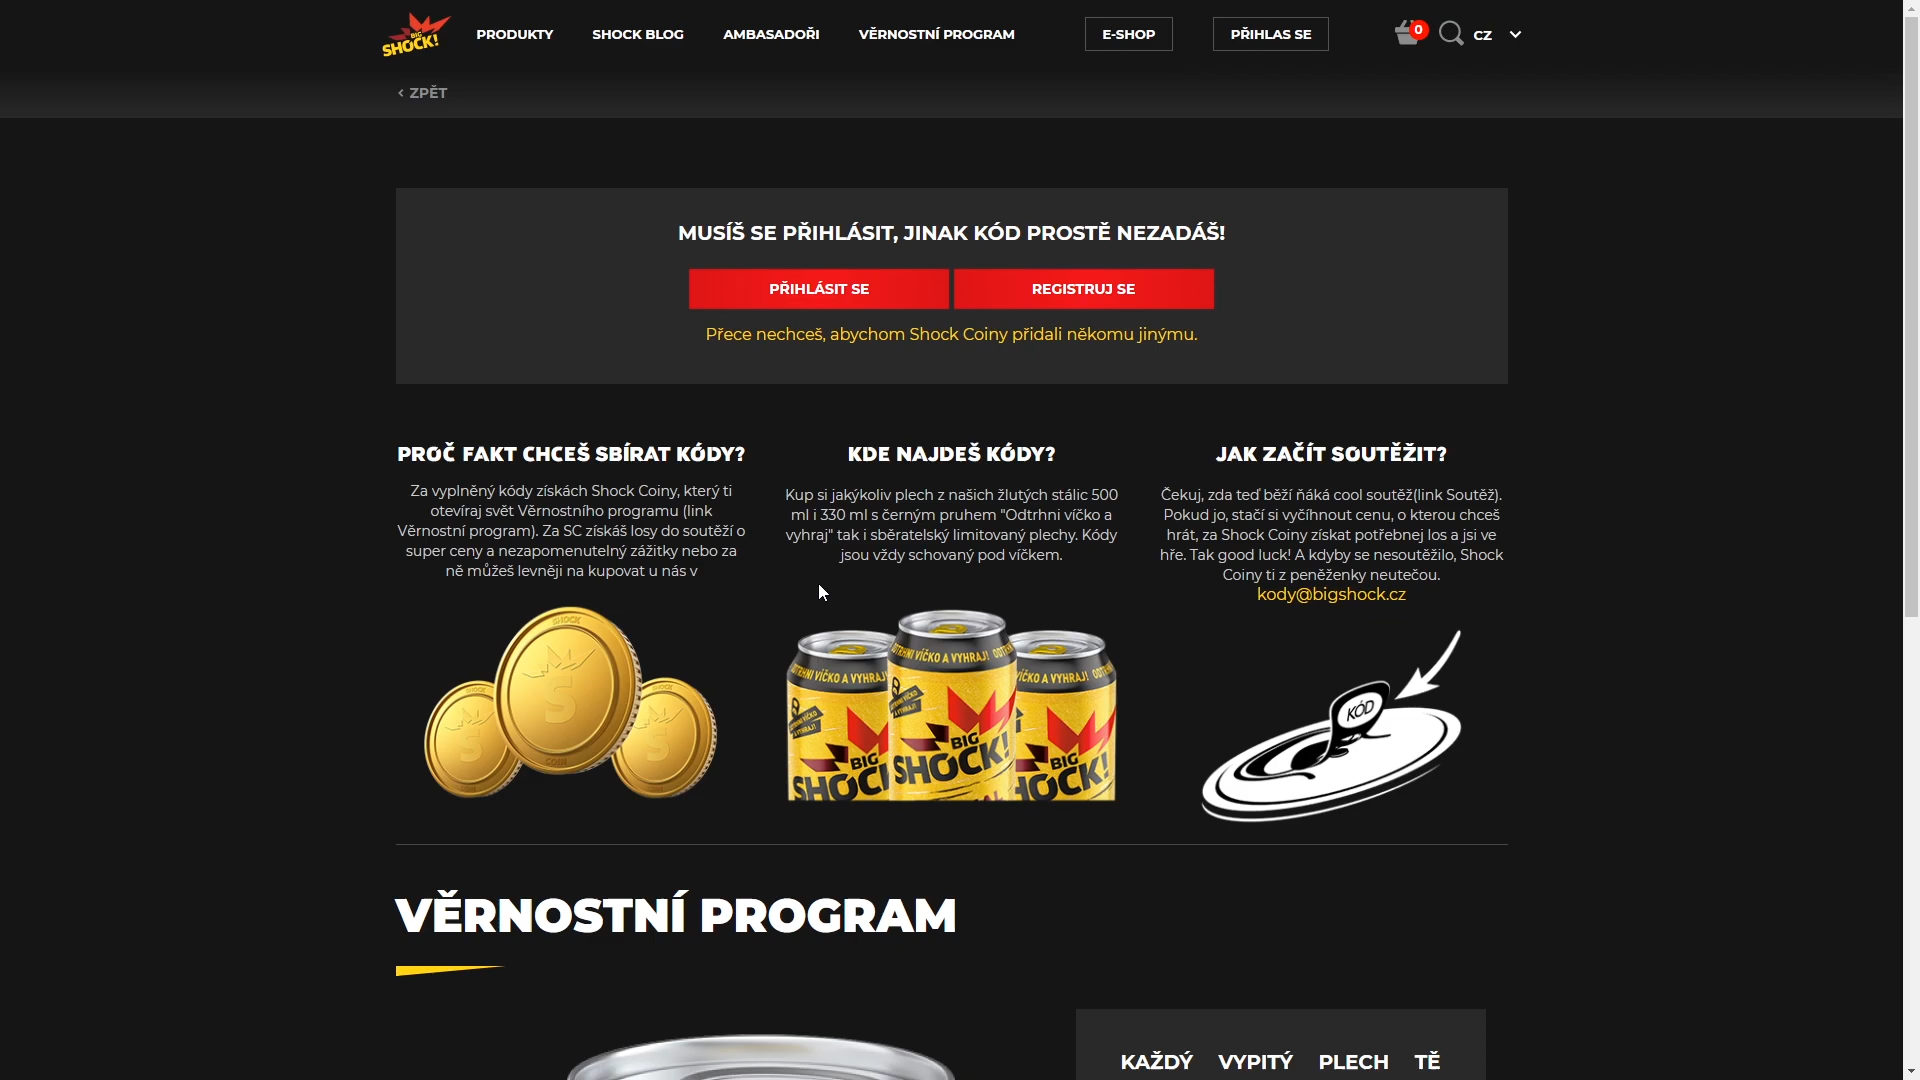 BIG SHOCK!
PRODUKTY
SHOCK BLOG
AMBASADOŘI
VĚRNOSTNÍ PROGRAM
E-SHOP
PŘIHLAS SE
0
CZ
‹ ZPĚT
MUSÍŠ SE PŘIHLÁSIT, JINAK KÓD PROSTĚ NEZADÁŠ!
PŘIHLÁSIT SE
REGISTRUJ SE
Přece nechceš, abychom Shock Coiny přidali někomu jinýmu.
PROČ FAKT CHCEŠ SBÍRAT KÓDY?
Za vyplněný kódy získách Shock Coiny, který ti
otevíraj svět Věrnostního programu (link
Věrnostní program). Za SC získáš losy do soutěží o
super ceny a nezapomenutelný zážitky nebo za
ně můžeš levněji na kupovat u nás v
KDE NAJDEŠ KÓDY?
Kup si jakýkoliv plech z našich žlutých stálic 500
ml i 330 ml s černým pruhem "Odtrhni víčko a
vyhraj" tak i sběratelský limitovaný plechy. Kódy
jsou vždy schovaný pod víčkem.
JAK ZAČÍT SOUTĚŽIT?
Čekuj, zda teď běží ňáká cool soutěž(link Soutěž).
Pokud jo, stačí si vyčíhnout cenu, o kterou chceš
hrát, za Shock Coiny získat potřebnej los a jsi ve
hře. Tak good luck! A kdyby se nesoutěžilo, Shock
Coiny ti z peněženky neutečou.
kody@bigshock.cz
SHOCK
S
COIN
ODTRHNI VÍČKO A VYHRAJ!
BIG
SHOCK!
KÓD
VĚRNOSTNÍ PROGRAM
KAŽDÝ VYPITÝ PLECH TĚ